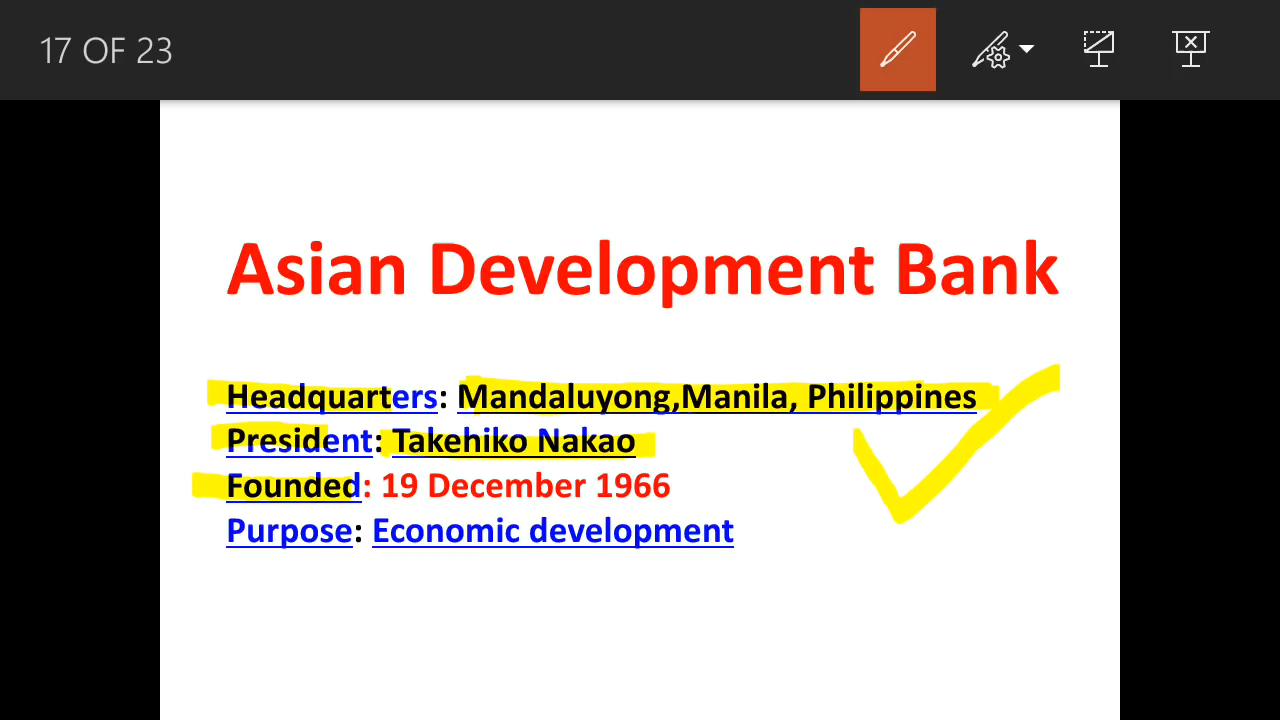 17 OF 23
Asian Development Bank
Headquarters: Mandaluyong,Manila, Philippines
President: Takehiko Nakao
Founded: 19 December 1966
Purpose: Economic development